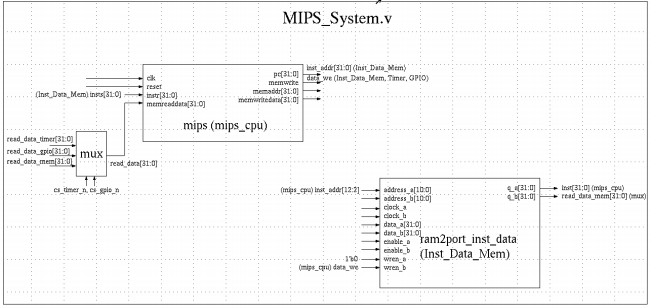 MIPS_System.v
clk
reset
(Inst_Data_Mem) insts[31:0]
instr[31:0]
memreaddata[31:0]
pc[31:0]
memwrite
memaddr[31:0]
memwritedata[31:0]
inst_addr[31:0] (Inst_Data_Mem)
data_we (Inst_Data_Mem, Timer, GPIO)
mips (mips_cpu)
read_data_timer[31:0]
read_data_gpio[31:0]
read_data_mem[31:0]
mux
read_data[31:0]
cs_timer_n, cs_gpio_n
(mips_cpu) inst_addr[12:2]
address_a[10:0]
address_b[10:0]
clock_a
clock_b
data_a[31:0]
data_b[31:0]
enable_a
enable_b
1'b0
wren_a
(mips_cpu) data_we
wren_b
q_a[31:0]
q_b[31:0]
inst[31:0] (mips_cpu)
read_data_mem[31:0] (mux)
ram2port_inst_data
(Inst_Data_Mem)